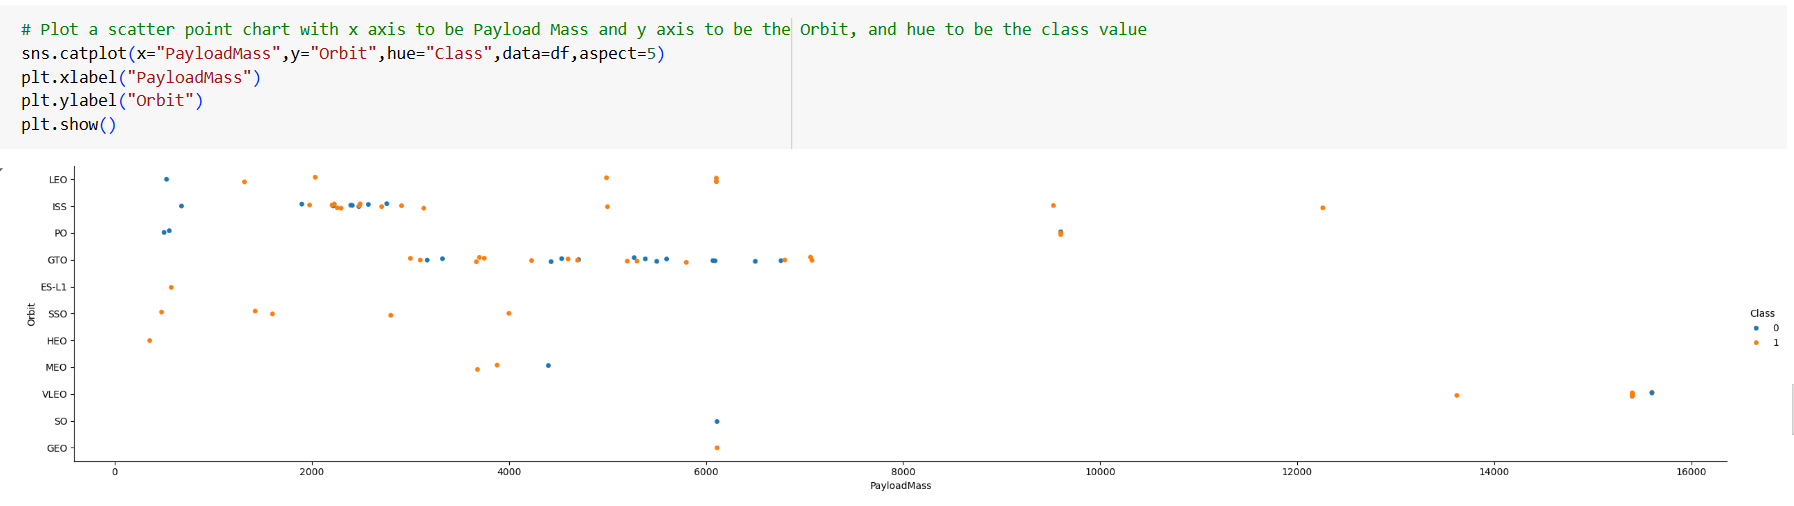 # Plot a scatter point chart with x axis to be Payload Mass and y axis to be the Orbit, and hue to be the class value
sns.catplot(x="PayloadMass",y="Orbit",hue="Class",data=df,aspect=5)
plt.xlabel("PayloadMass")
plt.ylabel("Orbit")
plt.show()
LEO
ISS
PO
GTO
ES-L1
SSO
HEO
MEO
VLEO
SO
GEO
Orbit
Class
0
1
0 2000 4000 6000 8000 10000 12000 14000 16000
PayloadMass